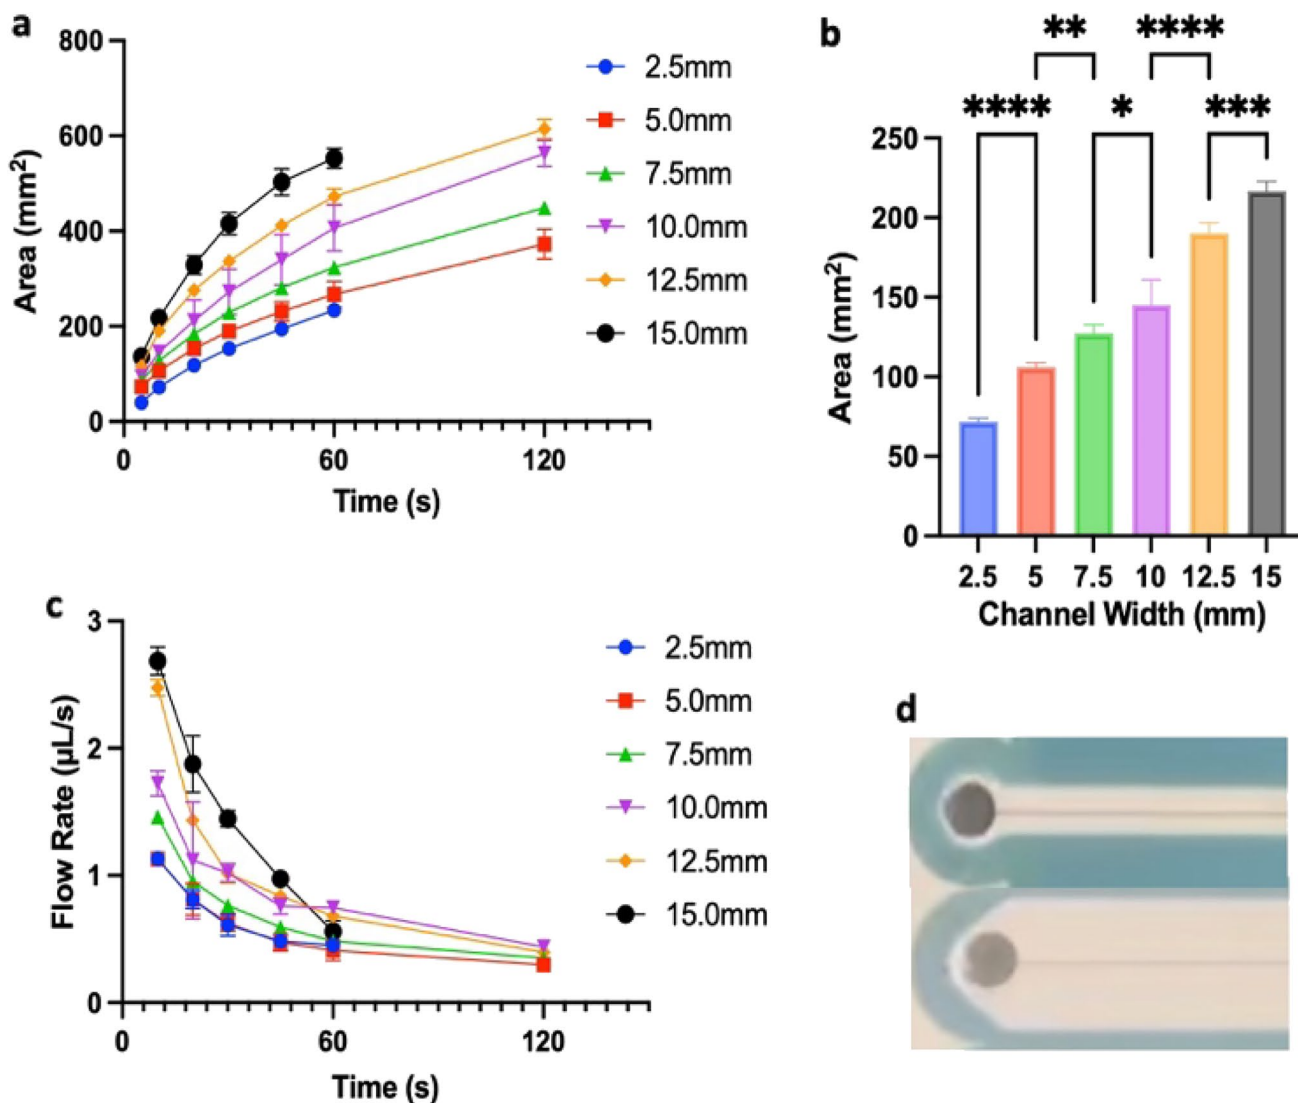 a
800
600
400
200
0
Area (mm²)
0 60 120
Time (s)
2.5mm
5.0mm
7.5mm
10.0mm
12.5mm
15.0mm
b
** ****
**** * ***
250
200
150
100
50
0
Area (mm²)
2.5 5 7.5 10 12.5 15
Channel Width (mm)
c
3
2
1
0
Flow Rate (µL/s)
0 60 120
Time (s)
2.5mm
5.0mm
7.5mm
10.0mm
12.5mm
15.0mm
d